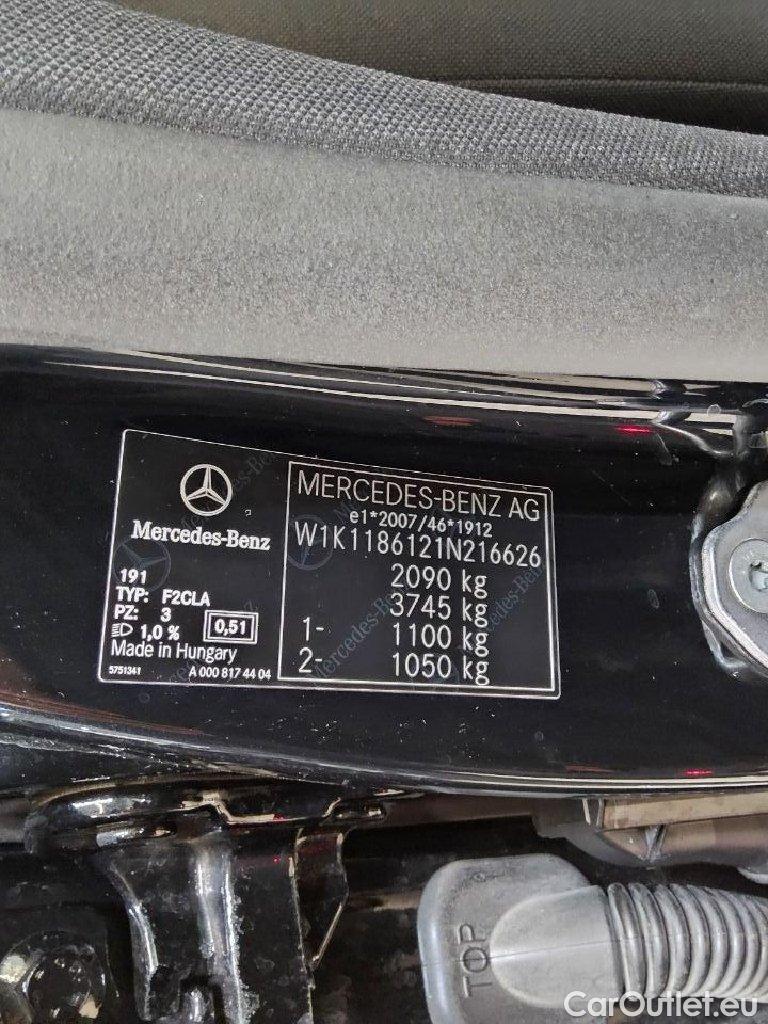 Mercedes-Benz
191
TYP: F2CLA
PZ: 3
1,0 % 0,51
Made in Hungary
5751341 A 000 817 44 04
MERCEDES-BENZ AG
e1*2007/46*1912
W1K1186121N216626
2090 kg
3745 kg
1- 1100 kg
2- 1050 kg
TOP
CarOutlet.eu